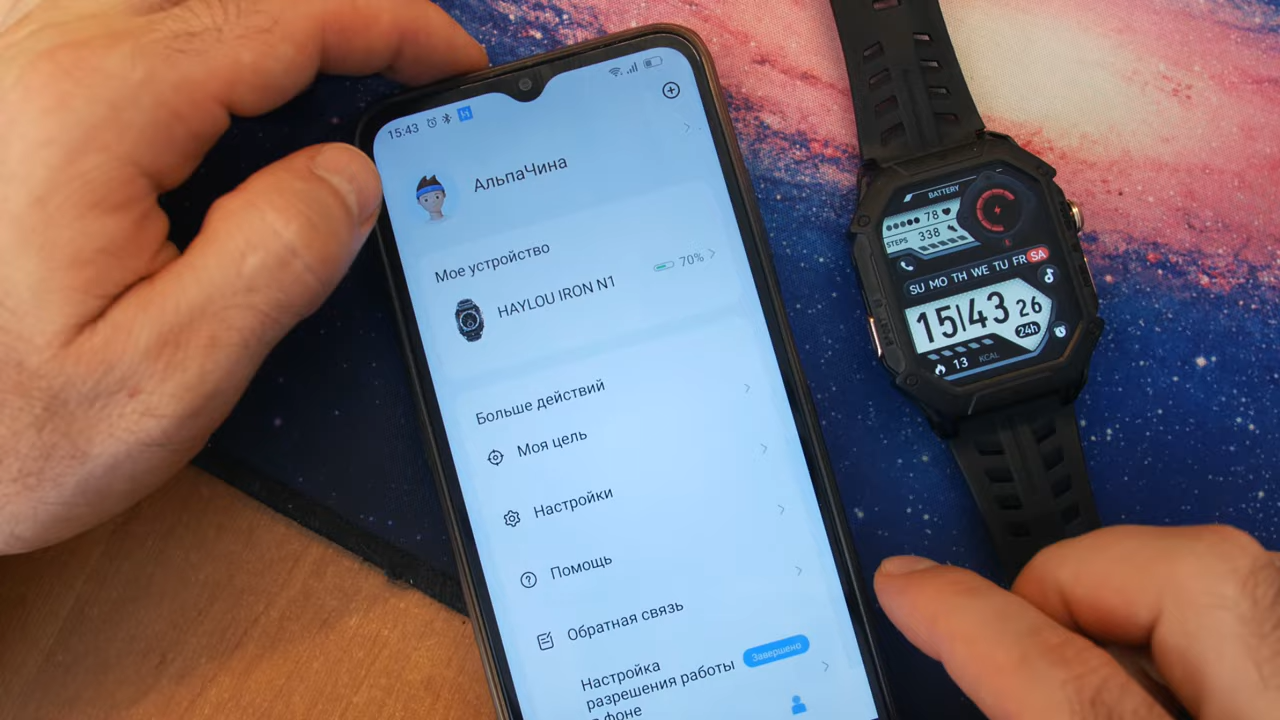 15:43
АльпаЧина
Мое устройство
HAYLOU IRON N1
70%
Больше действий
Моя цель
Настройки
Помощь
Обратная связь
Настройка
разрешения работы
в фоне
Завершено
BATTERY
78
STEPS 338
SU MO TH WE TU FR SA
15|43 26
24h
13 KCAL